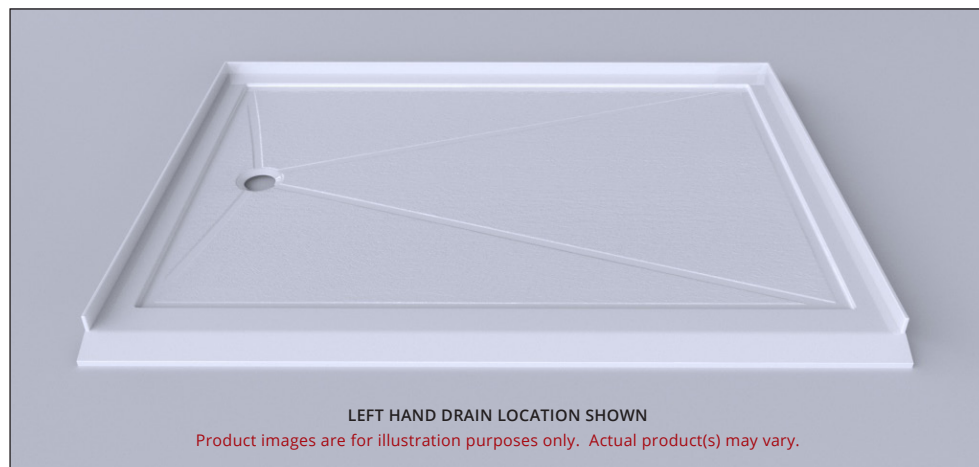 LEFT HAND DRAIN LOCATION SHOWN
Product images are for illustration purposes only. Actual product(s) may vary.